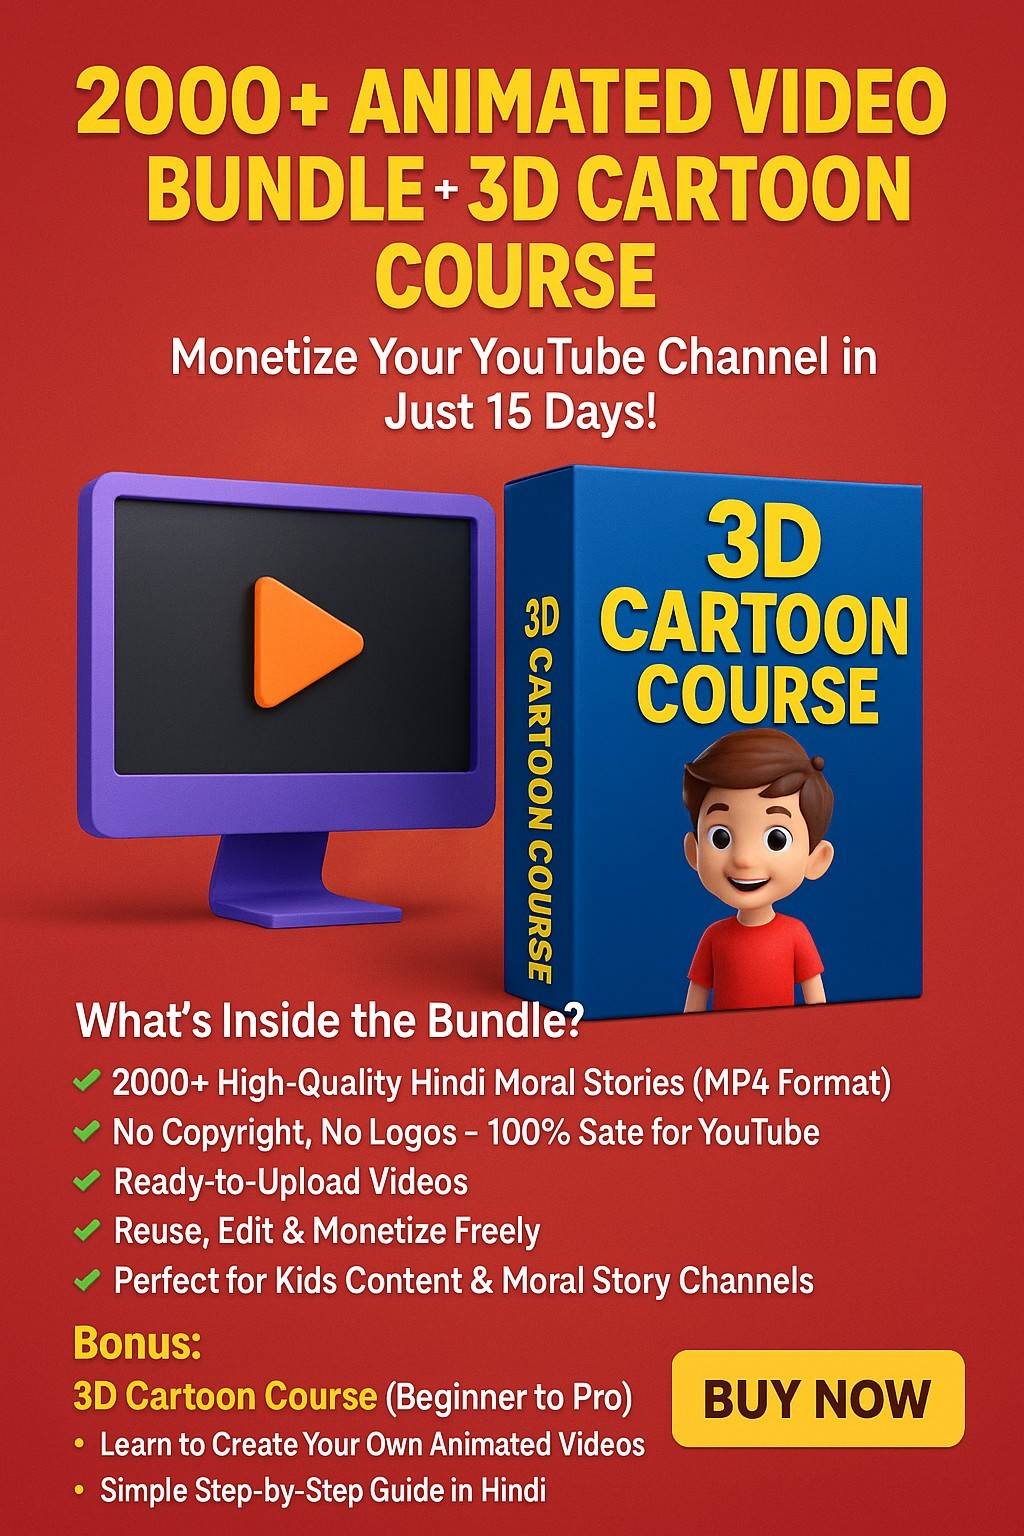 2000+ ANIMATED VIDEO
BUNDLE + 3D CARTOON
COURSE
Monetize Your YouTube Channel in
Just 15 Days!
3D
CARTOON
COURSE
3D CARTOON COURSE
What's Inside the Bundle?
2000+ High-Quality Hindi Moral Stories (MP4 Format)
No Copyright, No Logos – 100% Sate for YouTube
Ready-to-Upload Videos
Reuse, Edit & Monetize Freely
Perfect for Kids Content & Moral Story Channels
Bonus:
3D Cartoon Course (Beginner to Pro)
• Learn to Create Your Own Animated Videos
• Simple Step-by-Step Guide in Hindi
BUY NOW